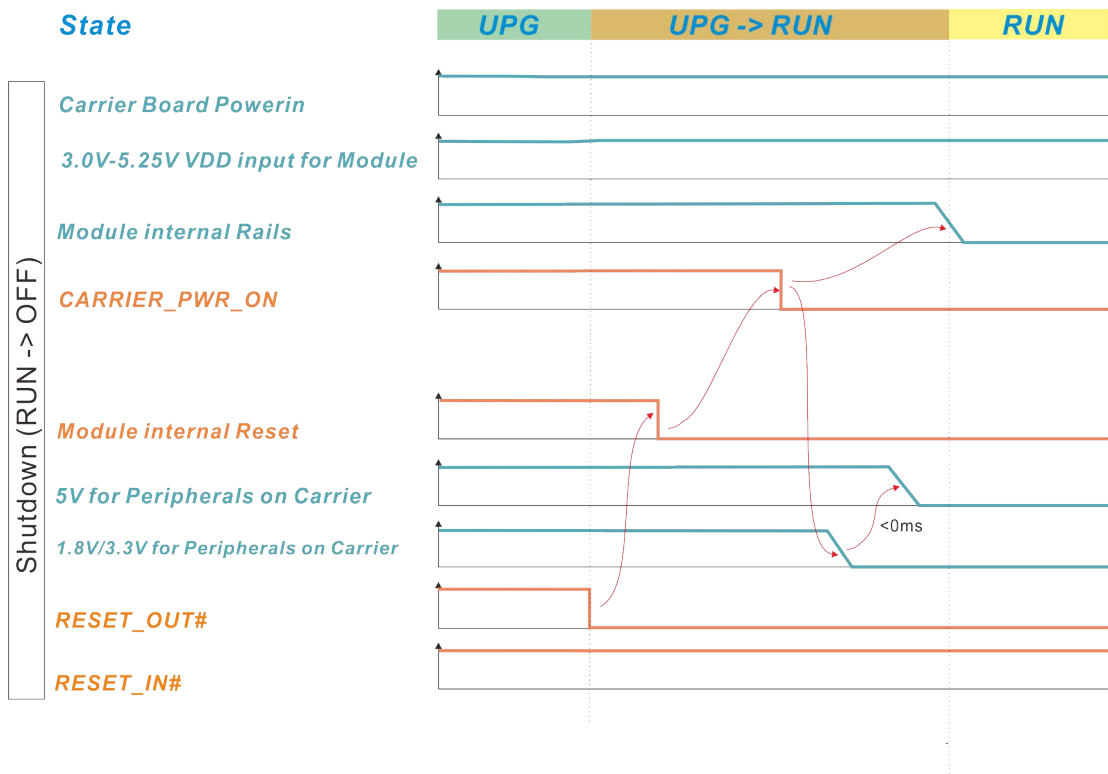 State UPG UPG -> RUN RUN
Shutdown (RUN -> OFF)
Carrier Board Powerin
3.0V-5.25V VDD input for Module
Module internal Rails
CARRIER_PWR_ON
Module internal Reset
5V for Peripherals on Carrier
<0ms
1.8V/3.3V for Peripherals on Carrier
RESET_OUT#
RESET_IN#